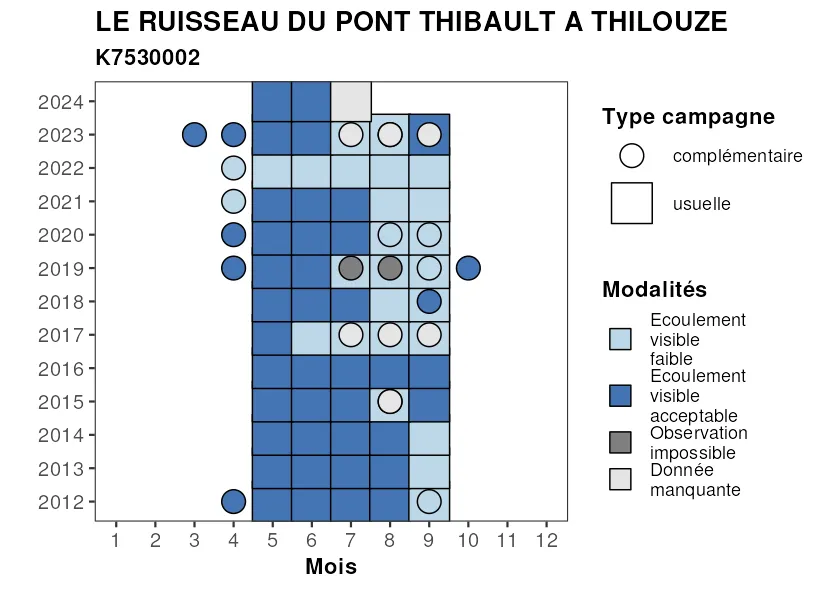 LE RUISSEAU DU PONT THIBAULT A THILOUZE
K7530002
2024
2023
2022
2021
2020
2019
2018
2017
2016
2015
2014
2013
2012
1 2 3 4 5 6 7 8 9 10 11 12
Mois
Type campagne
complémentaire
usuelle
Modalités
Ecoulement
visible
faible
Ecoulement
visible
acceptable
Observation
impossible
Donnée
manquante